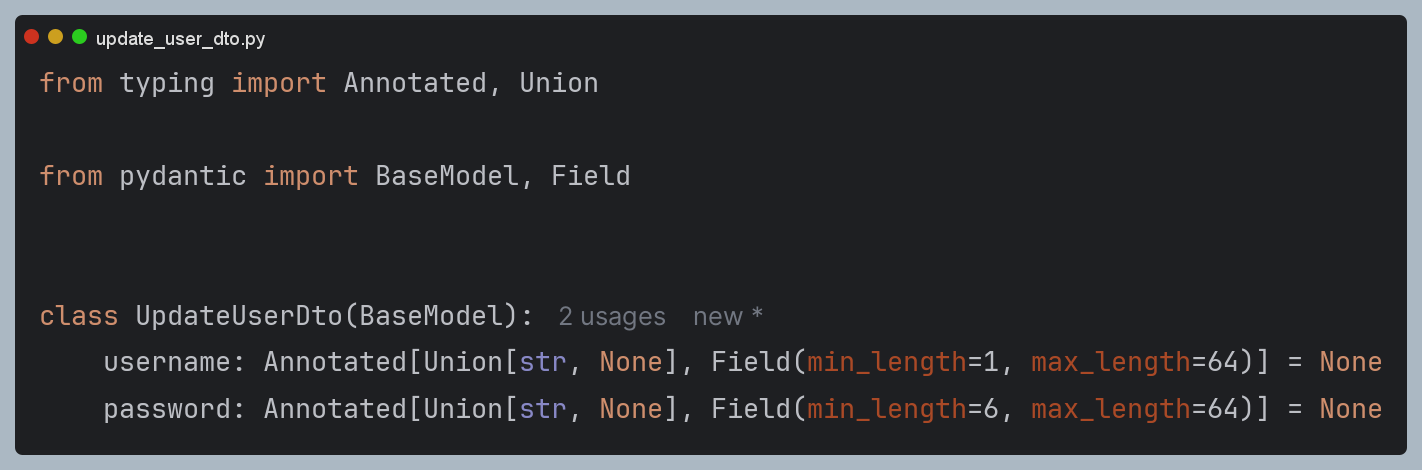 update_user_dto.py
from typing import Annotated, Union
from pydantic import BaseModel, Field
class UpdateUserDto(BaseModel): 2 usages new *
    username: Annotated[Union[str, None], Field(min_length=1, max_length=64)] = None
    password: Annotated[Union[str, None], Field(min_length=6, max_length=64)] = None